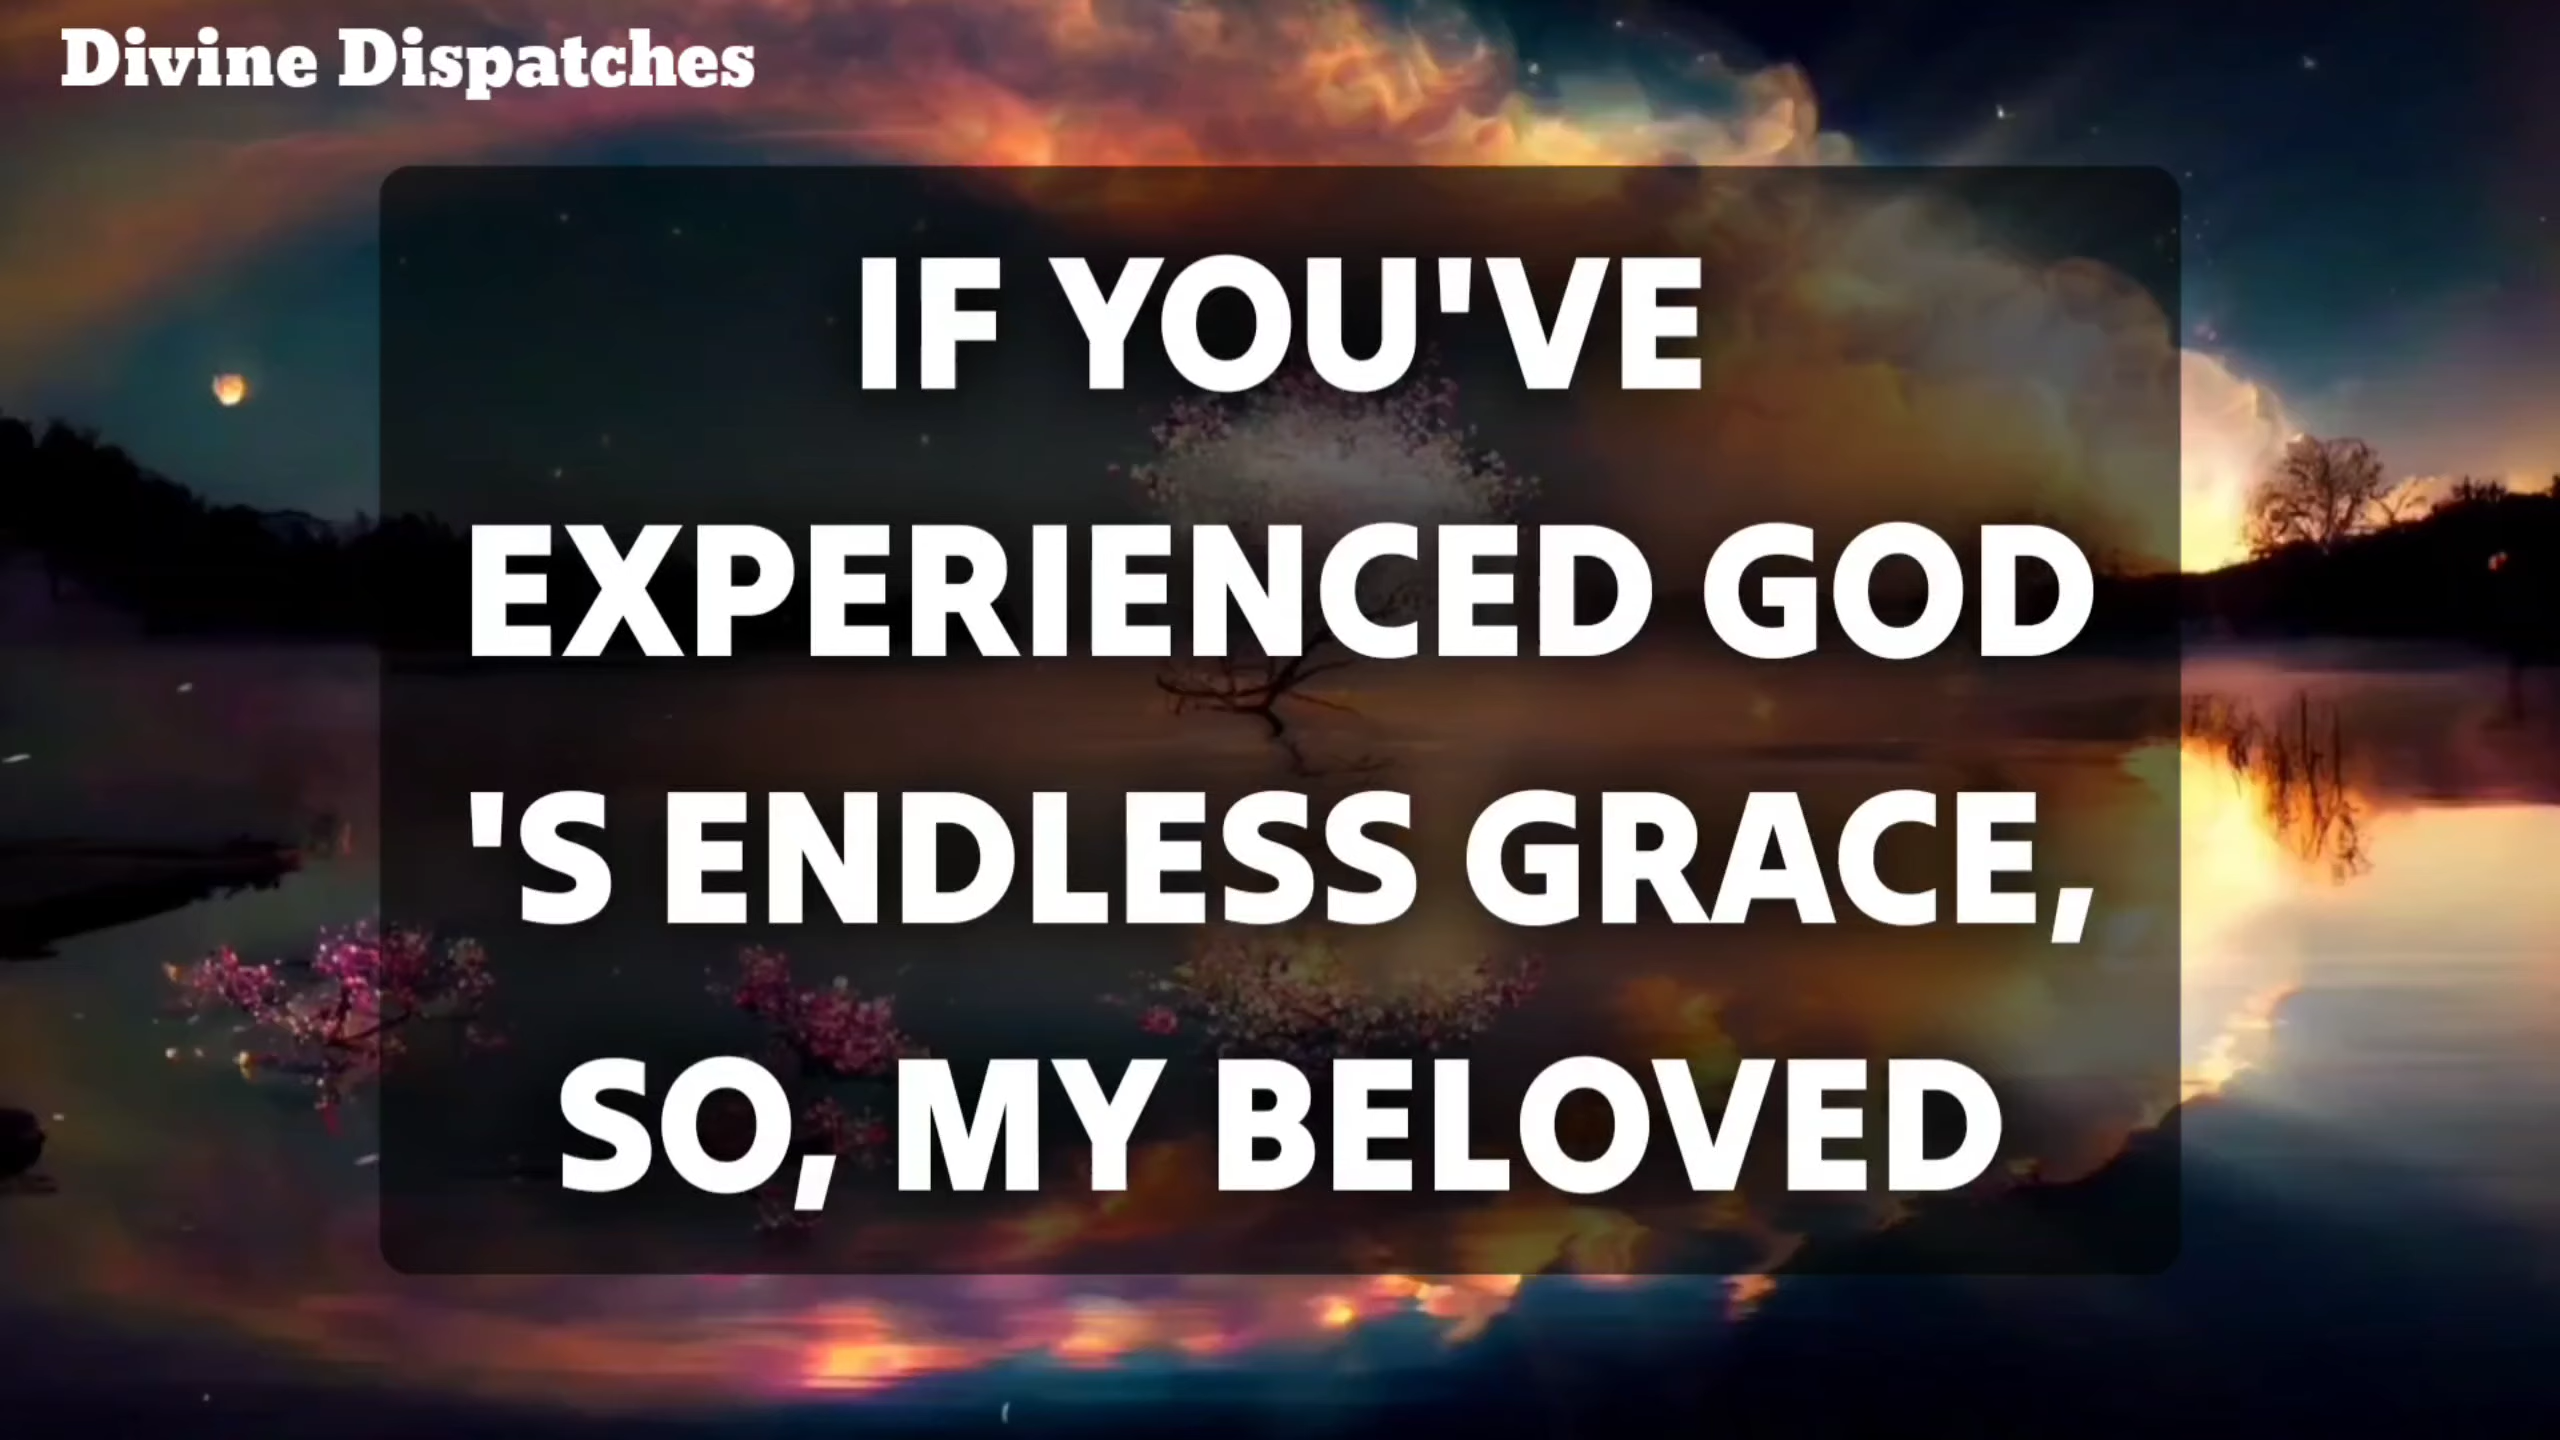 Divine Dispatches
IF YOU'VE
EXPERIENCED GOD
'S ENDLESS GRACE,
SO, MY BELOVED